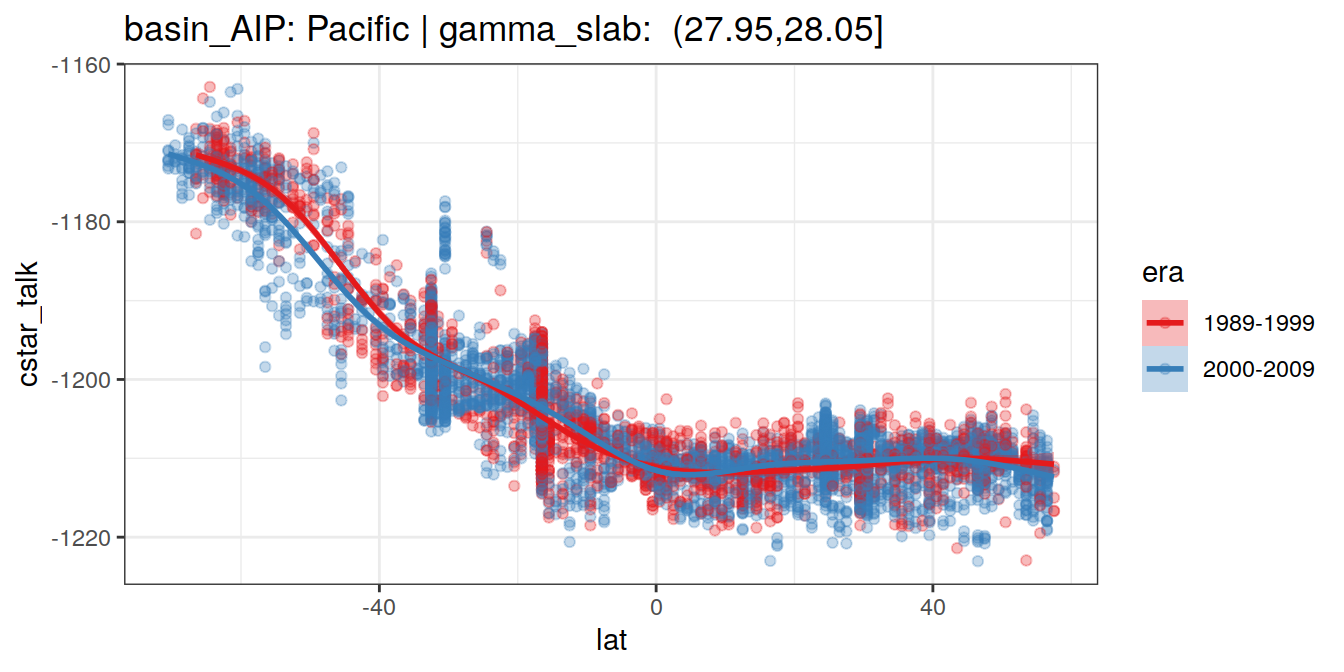 basin_AIP: Pacific | gamma_slab:  (27.95,28.05]
-1160
-1180
-1200
-1220
cstar_talk
-40
0
40
lat
era
1989-1999
2000-2009